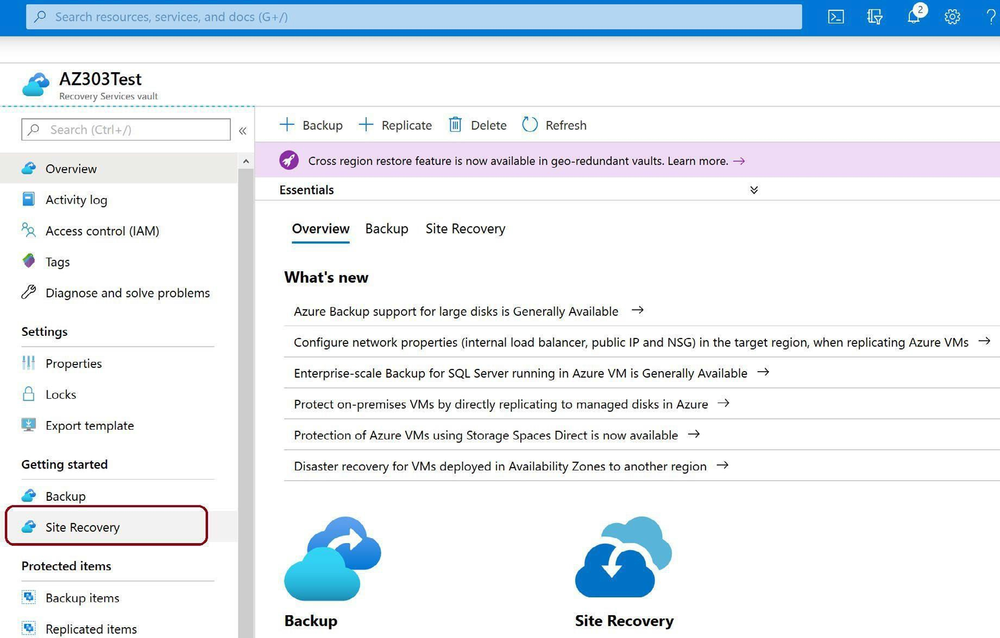 Search resources, services, and docs (G+/)
2
?
AZ303Test
Recovery Services vault
Search (Ctrl+/)
«
Overview
Activity log
Access control (IAM)
Tags
Diagnose and solve problems
Settings
Properties
Locks
Export template
Getting started
Backup
Site Recovery
Protected items
Backup items
Replicated items
+ Backup + Replicate Delete Refresh
Cross region restore feature is now available in geo-redundant vaults. Learn more. →
Essentials
Overview Backup Site Recovery
What's new
Azure Backup support for large disks is Generally Available →
Configure network properties (internal load balancer, public IP and NSG) in the target region, when replicating Azure VMs →
Enterprise-scale Backup for SQL Server running in Azure VM is Generally Available →
Protect on-premises VMs by directly replicating to managed disks in Azure →
Protection of Azure VMs using Storage Spaces Direct is now available →
Disaster recovery for VMs deployed in Availability Zones to another region →
Backup
Site Recovery